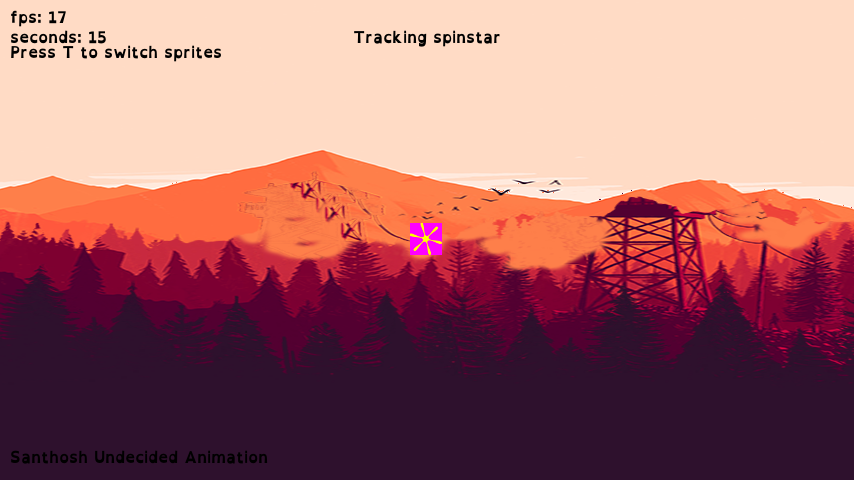 fps: 17
seconds: 15
Tracking spinstar
Press T to switch sprites
Santhosh Undecided Animation